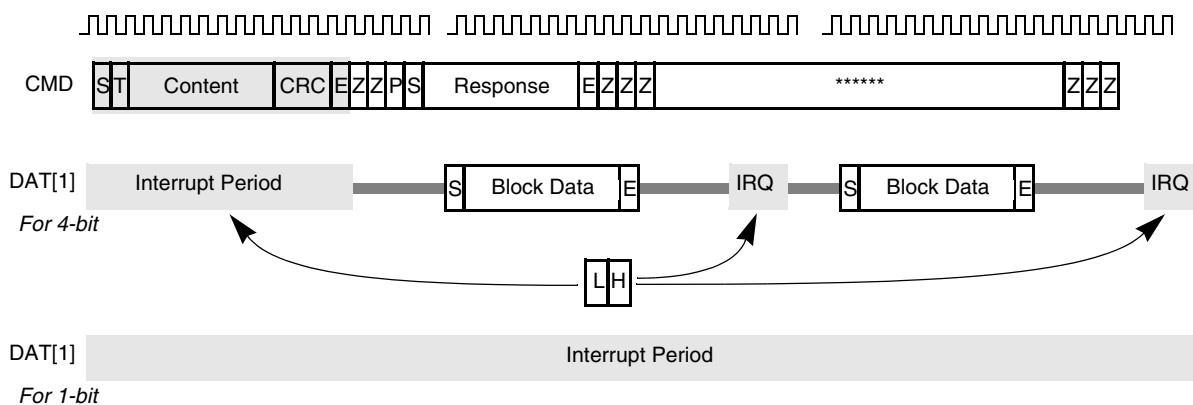 CMD S T Content CRC E Z Z P S Response E Z Z Z ****** Z Z Z
DAT[1] Interrupt Period S Block Data E IRQ S Block Data E IRQ
For 4-bit
L H
DAT[1] Interrupt Period
For 1-bit